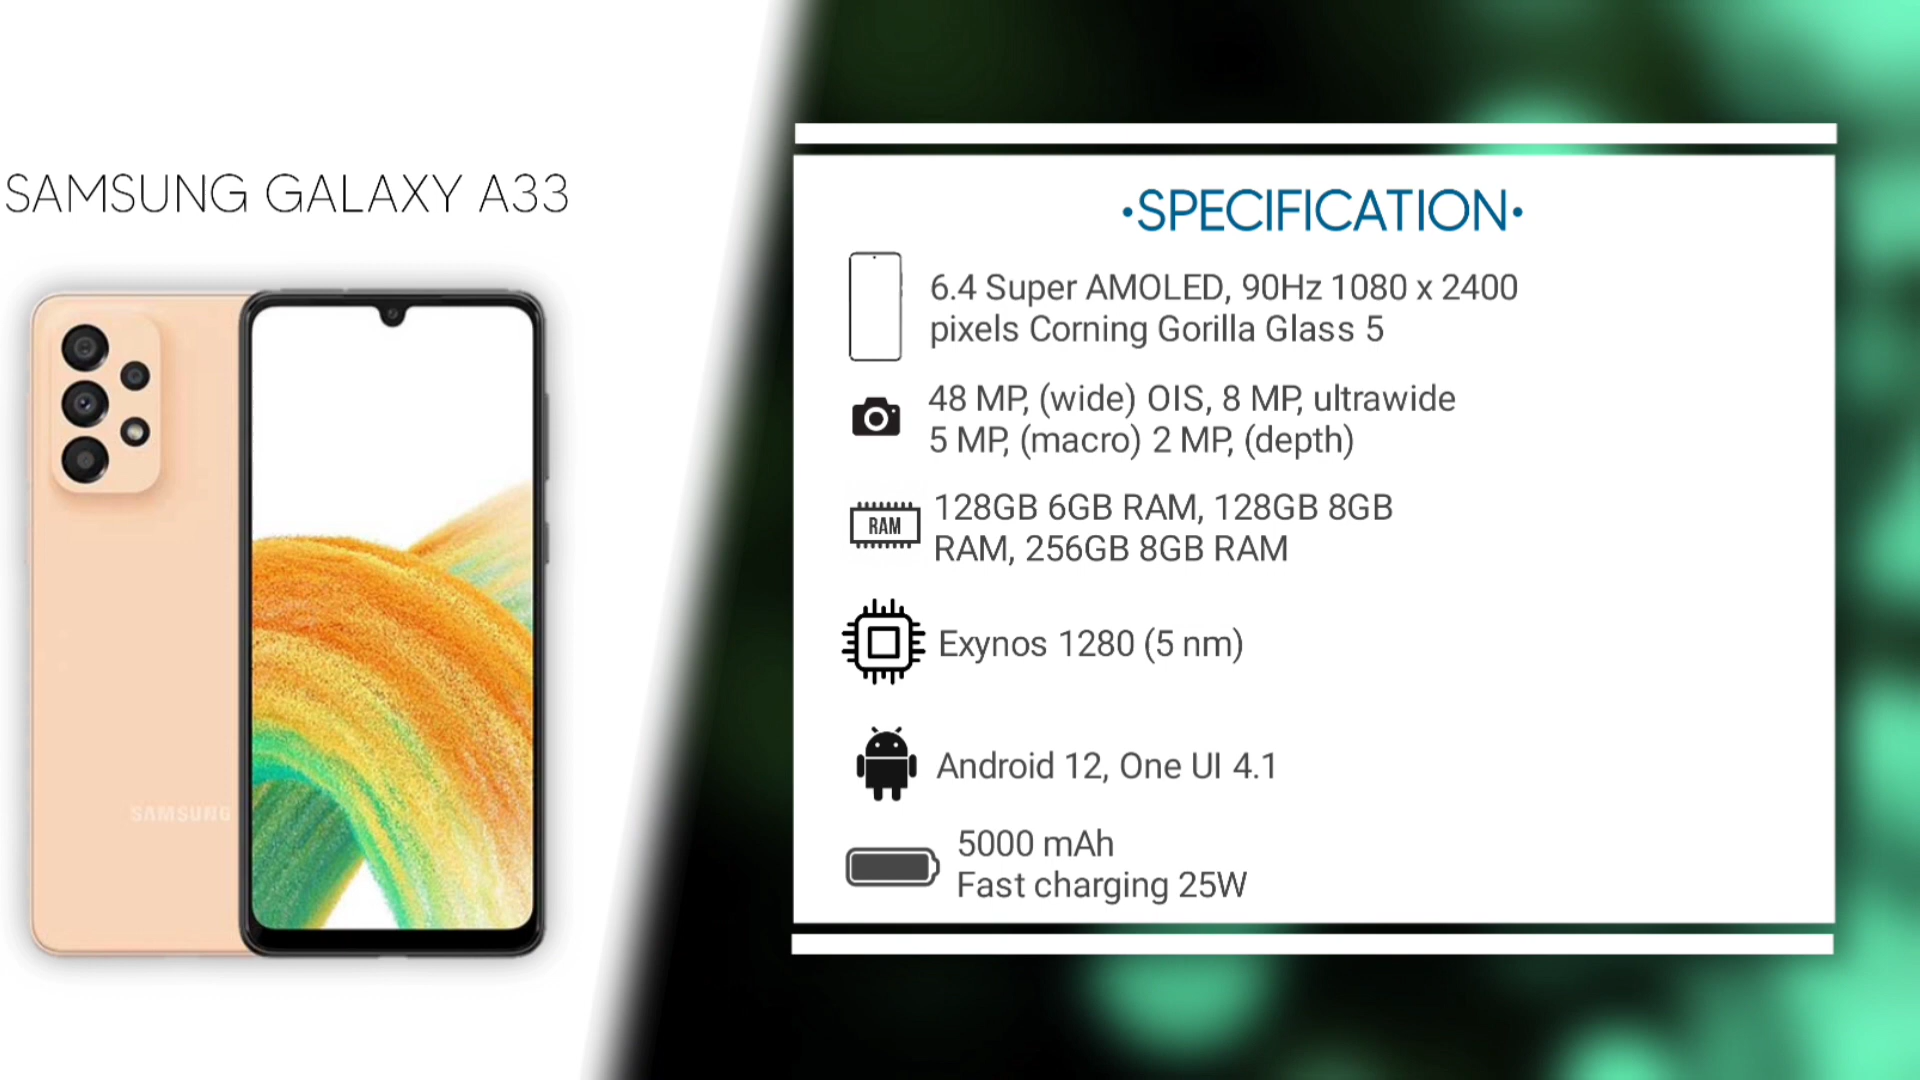 SAMSUNG GALAXY A33
SAMSUNG
•SPECIFICATION•
6.4 Super AMOLED, 90Hz 1080 x 2400
pixels Corning Gorilla Glass 5
48 MP, (wide) OIS, 8 MP, ultrawide
5 MP, (macro) 2 MP, (depth)
RAM
128GB 6GB RAM, 128GB 8GB
RAM, 256GB 8GB RAM
Exynos 1280 (5 nm)
Android 12, One UI 4.1
5000 mAh
Fast charging 25W